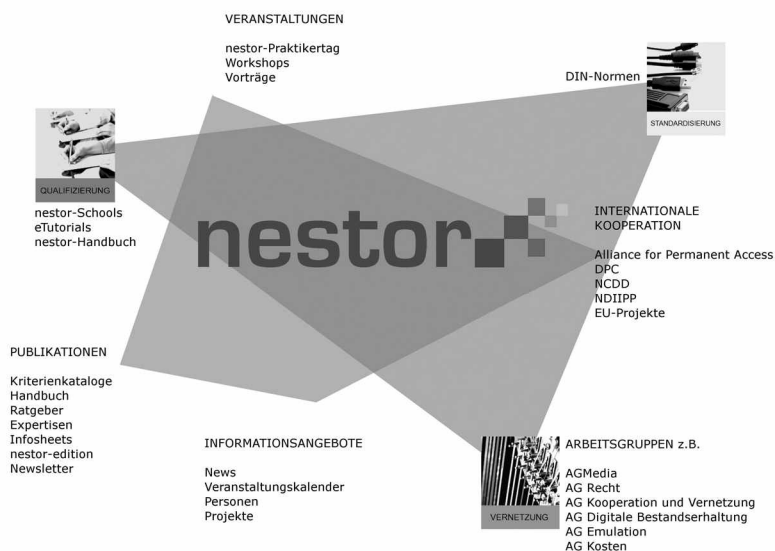 VERANSTALTUNGEN
nestor-Praktikertag
Workshops
Vorträge
DIN-Normen
STANDARDISIERUNG
QUALIFIZIERUNG
nestor-Schools
eTutorials
nestor-Handbuch
nestor
INTERNATIONALE
KOOPERATION
Alliance for Permanent Access
DPC
NCDD
NDIIPP
EU-Projekte
PUBLIKATIONEN
Kriterienkataloge
Handbuch
Ratgeber
Expertisen
Infosheets
nestor-edition
Newsletter
INFORMATIONSANGEBOTE
News
Veranstaltungskalender
Personen
Projekte
VERNETZUNG
ARBEITSGRUPPEN z.B.
AGMedia
AG Recht
AG Kooperation und Vernetzung
AG Digitale Bestandserhaltung
AG Emulation
AG Kosten